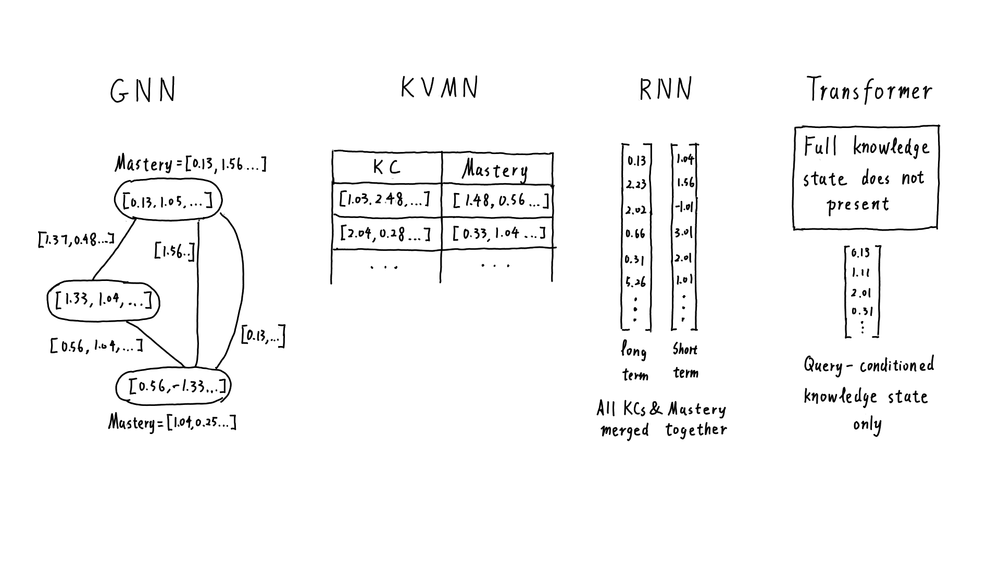 GNN
Mastery=[0.13, 1.56...]
[0.13, 1.05, ...]
[1.37, 0.48...]
[1.56..]
[1.33, 1.04, ...]
[0.56, 1.04, ...]
[0.13, ...]
[0.56, -1.33...]
Mastery=[1.04, 0.25...]
KVMN
KC Mastery
[1.03, 2.48, ...] [1.48, 0.56...]
[2.04, 0.28...] [0.33, 1.04...]
... ...
RNN
0.13 1.04
2.23 1.56
2.02 -1.01
0.66 3.01
0.31 2.01
5.26 1.01
long short
term term
All KCs & Mastery
merged together
Transformer
Full knowledge
state does not
present
0.13
1.11
2.01
0.31
Query-conditioned
knowledge state
only